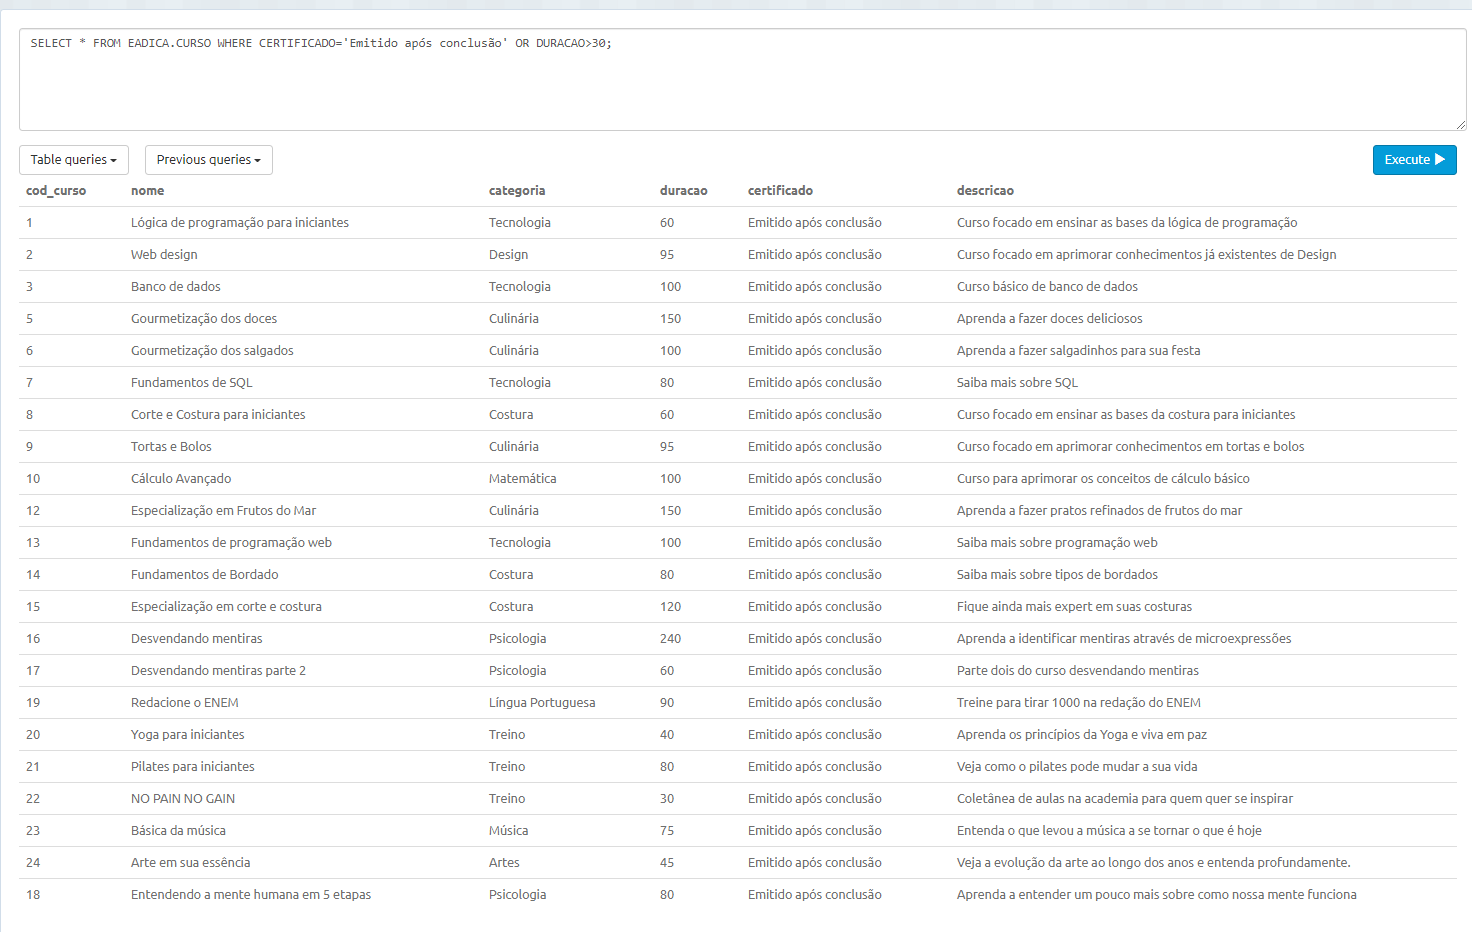 SELECT * FROM EADICA.CURSO WHERE CERTIFICADO='Emitido após conclusão' OR DURACAO>30;
Table queries Previous queries Execute
cod_curso nome categoria duracao certificado descricao
1 Lógica de programação para iniciantes Tecnologia 60 Emitido após conclusão Curso focado em ensinar as bases da lógica de programação
2 Web design Design 95 Emitido após conclusão Curso focado em aprimorar conhecimentos já existentes de Design
3 Banco de dados Tecnologia 100 Emitido após conclusão Curso básico de banco de dados
5 Gourmetização dos doces Culinária 150 Emitido após conclusão Aprenda a fazer doces deliciosos
6 Gourmetização dos salgados Culinária 100 Emitido após conclusão Aprenda a fazer salgadinhos para sua festa
7 Fundamentos de SQL Tecnologia 80 Emitido após conclusão Saiba mais sobre SQL
8 Corte e Costura para iniciantes Costura 60 Emitido após conclusão Curso focado em ensinar as bases da costura para iniciantes
9 Tortas e Bolos Culinária 95 Emitido após conclusão Curso focado em aprimorar conhecimentos em tortas e bolos
10 Cálculo Avançado Matemática 100 Emitido após conclusão Curso para aprimorar os conceitos de cálculo básico
12 Especialização em Frutos do Mar Culinária 150 Emitido após conclusão Aprenda a fazer pratos refinados de frutos do mar
13 Fundamentos de programação web Tecnologia 100 Emitido após conclusão Saiba mais sobre programação web
14 Fundamentos de Bordado Costura 80 Emitido após conclusão Saiba mais sobre tipos de bordados
15 Especialização em corte e costura Costura 120 Emitido após conclusão Fique ainda mais expert em suas costuras
16 Desvendando mentiras Psicologia 240 Emitido após conclusão Aprenda a identificar mentiras através de microexpressões
17 Desvendando mentiras parte 2 Psicologia 60 Emitido após conclusão Parte dois do curso desvendando mentiras
19 Redacione o ENEM Língua Portuguesa 90 Emitido após conclusão Treine para tirar 1000 na redação do ENEM
20 Yoga para iniciantes Treino 40 Emitido após conclusão Aprenda os princípios da Yoga e viva em paz
21 Pilates para iniciantes Treino 80 Emitido após conclusão Veja como o pilates pode mudar a sua vida
22 NO PAIN NO GAIN Treino 30 Emitido após conclusão Coletânea de aulas na academia para quem quer se inspirar
23 Básica da música Música 75 Emitido após conclusão Entenda o que levou a música a se tornar o que é hoje
24 Arte em sua essência Artes 45 Emitido após conclusão Veja a evolução da arte ao longo dos anos e entenda profundamente.
18 Entendendo a mente humana em 5 etapas Psicologia 80 Emitido após conclusão Aprenda a entender um pouco mais sobre como nossa mente funciona